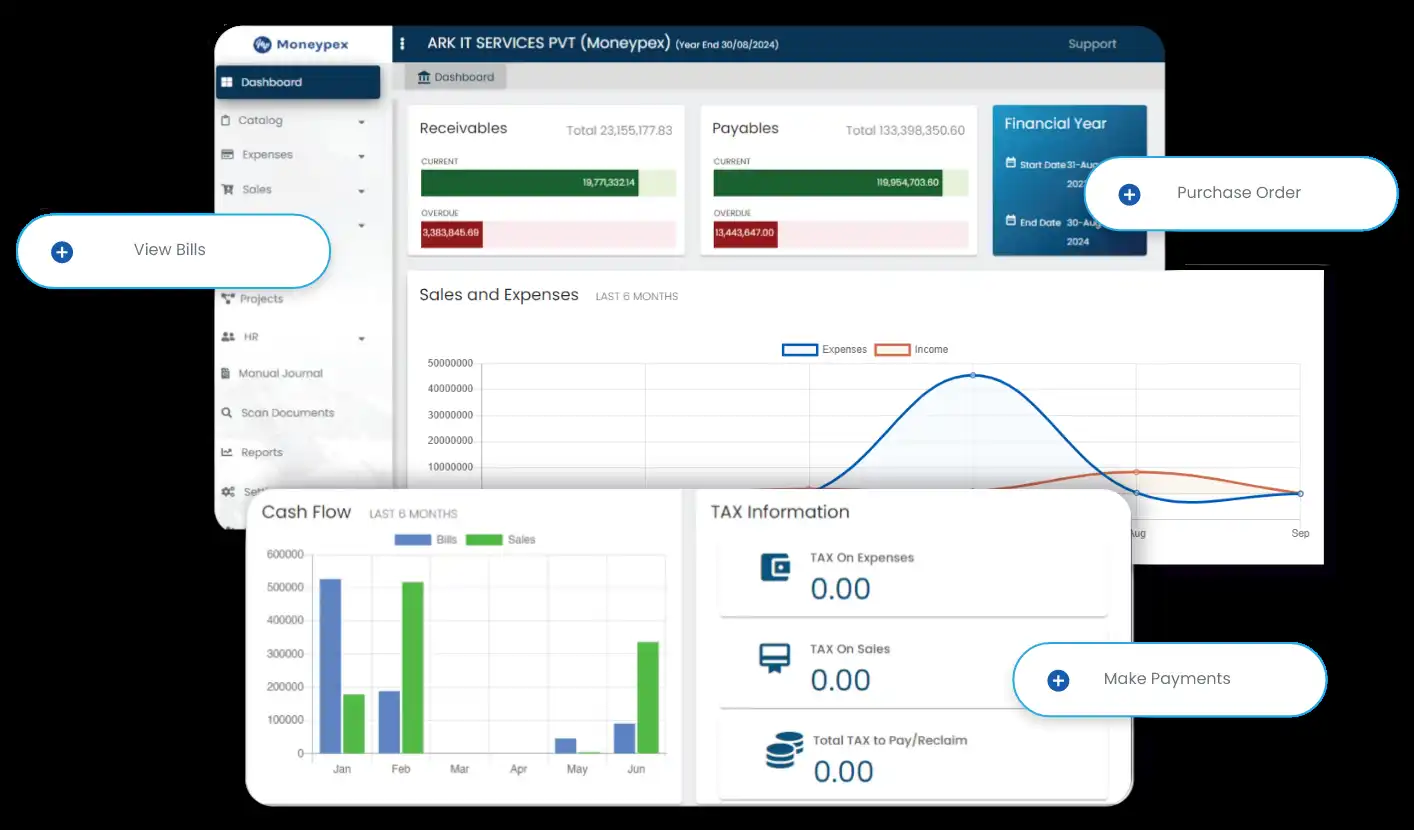 Moneypex
ARK IT SERVICES PVT (Moneypex) (Year End 30/08/2024)
Support
Dashboard
Dashboard
Catalog
Expenses
Sales
View Bills
Projects
HR
Manual Journal
Scan Documents
Reports
Receivables
Total 23,155,177.83
CURRENT
19,771,332.14
OVERDUE
3,383,845.69
Payables
Total 133,398,350.60
CURRENT
119,954,703.60
OVERDUE
13,443,647.00
Financial Year
Start Date 31-Aug
End Date 30-Aug
2024
Purchase Order
Sales and Expenses LAST 6 MONTHS
Expenses Income
50000000
40000000
30000000
20000000
10000000
Aug
Sep
Cash Flow LAST 6 MONTHS
Bills Sales
600000
500000
400000
300000
200000
100000
0
Jan Feb Mar Apr May Jun
TAX Information
TAX On Expenses
0.00
TAX On Sales
0.00
Total TAX to Pay/Reclaim
0.00
Make Payments